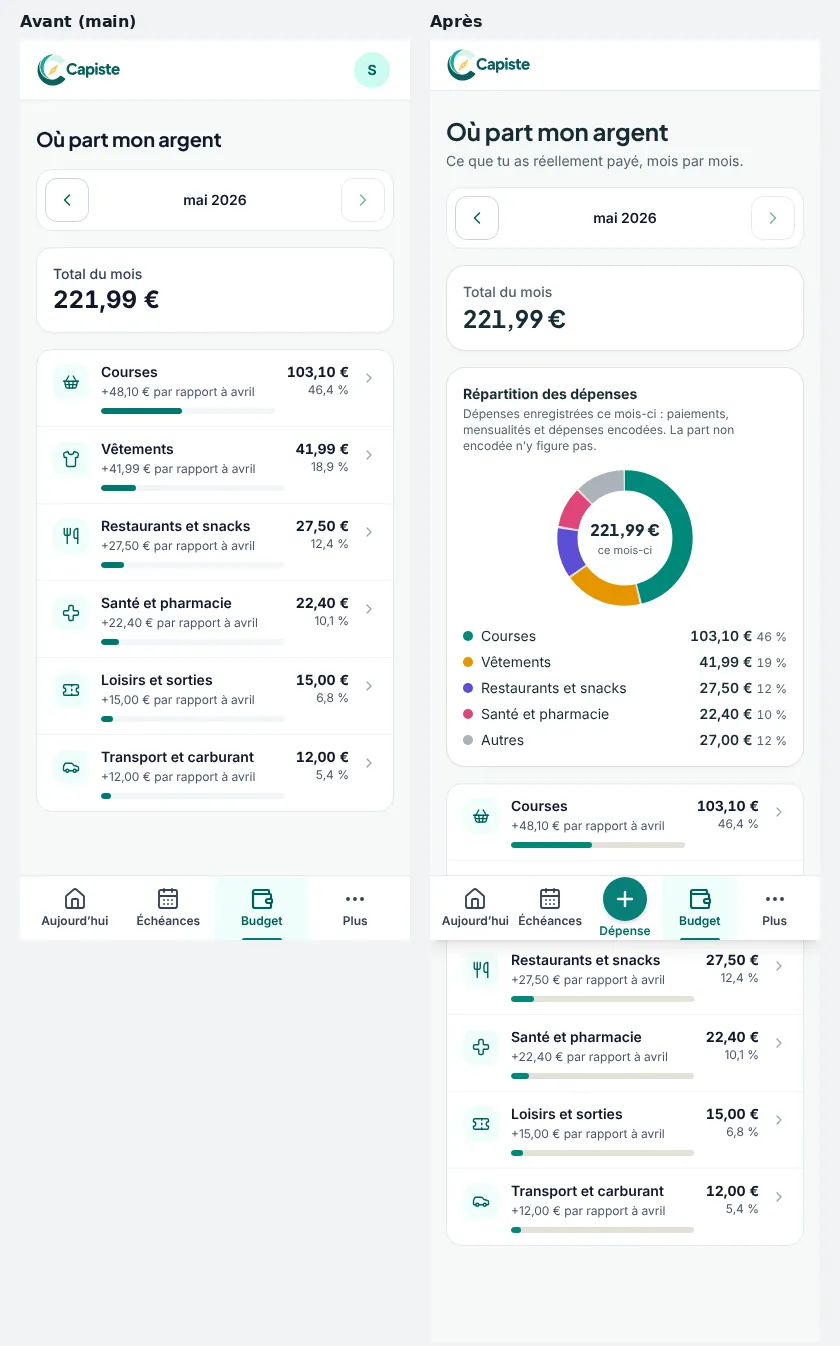 Avant (main)
Capiste
S
Où part mon argent
mai 2026
Total du mois
221,99 €
Courses
103,10 €
+48,10 € par rapport à avril
46,4 %
Vêtements
41,99 €
+41,99 € par rapport à avril
18,9 %
Restaurants et snacks
27,50 €
+27,50 € par rapport à avril
12,4 %
Santé et pharmacie
22,40 €
+22,40 € par rapport à avril
10,1 %
Loisirs et sorties
15,00 €
+15,00 € par rapport à avril
6,8 %
Transport et carburant
12,00 €
+12,00 € par rapport à avril
5,4 %
Aujourd’hui
Échéances
Budget
Plus
Après
Capiste
Où part mon argent
Ce que tu as réellement payé, mois par mois.
mai 2026
Total du mois
221,99 €
Répartition des dépenses
Dépenses enregistrées ce mois-ci : paiements,
mensualités et dépenses encodées. La part non
encodée n'y figure pas.
221,99 €
ce mois-ci
Courses 103,10 € 46 %
Vêtements 41,99 € 19 %
Restaurants et snacks 27,50 € 12 %
Santé et pharmacie 22,40 € 10 %
Autres 27,00 € 12 %
Courses
103,10 €
+48,10 € par rapport à avril
46,4 %
Aujourd’hui
Échéances
Dépense
Budget
Plus
Restaurants et snacks
27,50 €
+27,50 € par rapport à avril
12,4 %
Santé et pharmacie
22,40 €
+22,40 € par rapport à avril
10,1 %
Loisirs et sorties
15,00 €
+15,00 € par rapport à avril
6,8 %
Transport et carburant
12,00 €
+12,00 € par rapport à avril
5,4 %